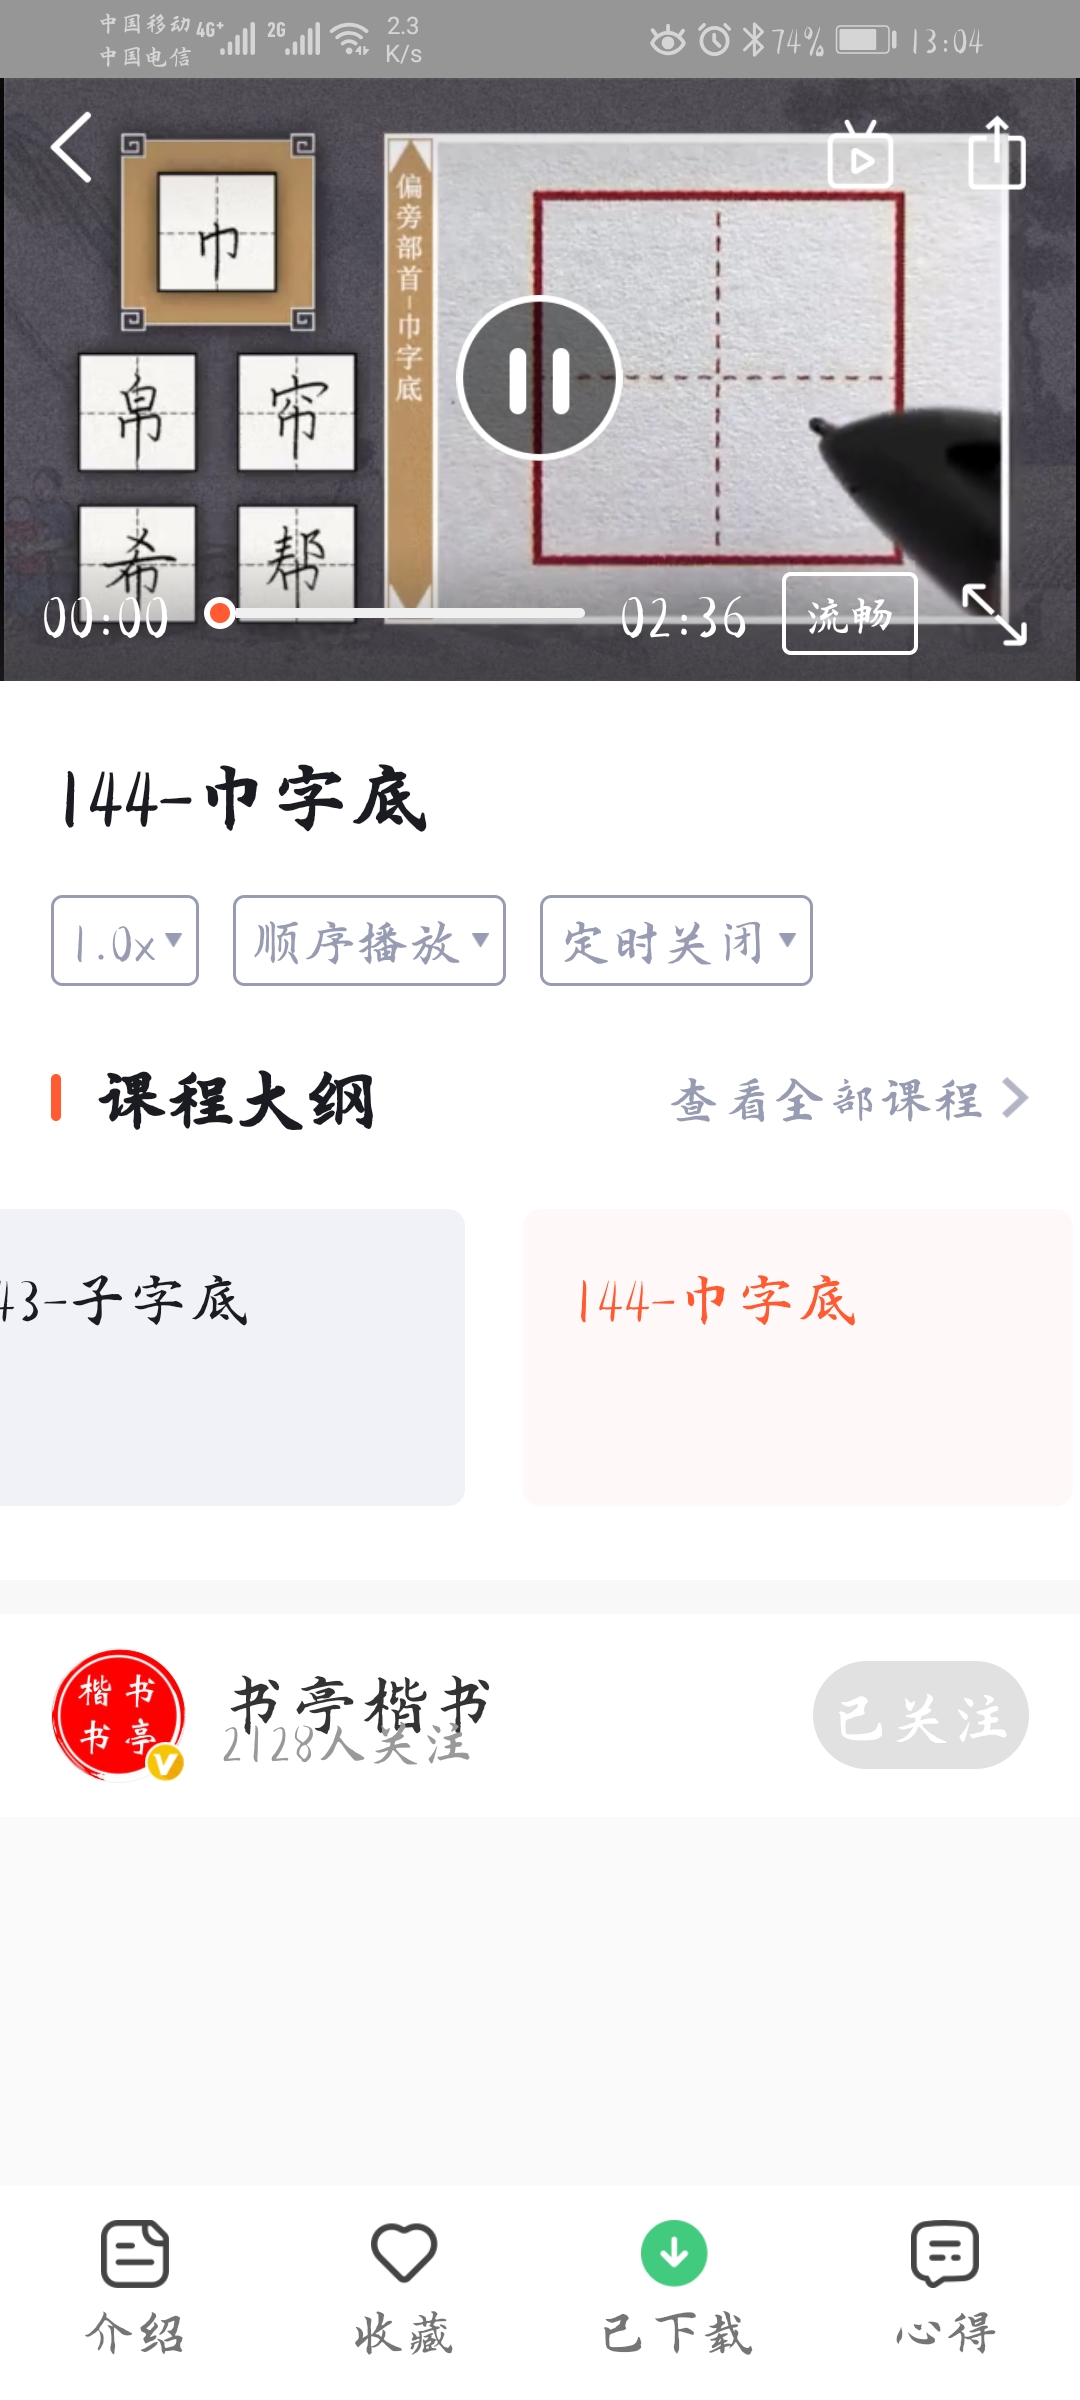 中国移动 4G+ 2G 2.3
中国电信 K/s
74% 13:04
巾
帛 帘
希 帮
偏旁部首-巾字底
00:00 02:36 流畅
144-巾字底
1.0x 顺序播放 定时关闭
课程大纲 查看全部课程
43-子字底 144-巾字底
楷书
书亭
书亭楷书
2128人关注
已关注
介绍 收藏 已下载 心得